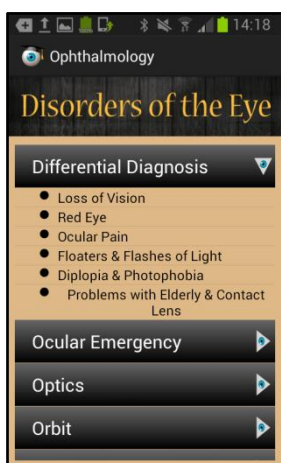 14:18
Ophthalmology
Disorders of the Eye
Differential Diagnosis
Loss of Vision
Red Eye
Ocular Pain
Floaters & Flashes of Light
Diplopia & Photophobia
Problems with Elderly & Contact
Lens
Ocular Emergency
Optics
Orbit